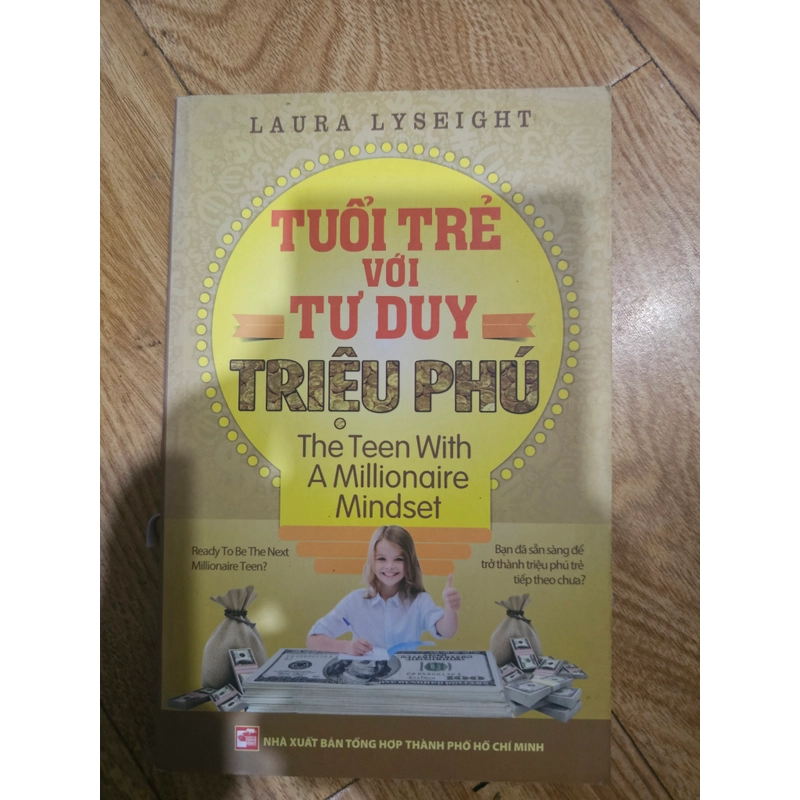 LAURA LYSEIGHT
TUỔI TRẺ
VỚI
TƯ DUY
TRIỆU PHÚ
The Teen With
A Millionaire
Mindset
Ready To Be The Next
Millionaire Teen?
Bạn đã sẵn sàng để
trở thành triệu phú trẻ
tiếp theo chưa?
NHÀ XUẤT BẢN TỔNG HỢP THÀNH PHỐ HỒ CHÍ MINH